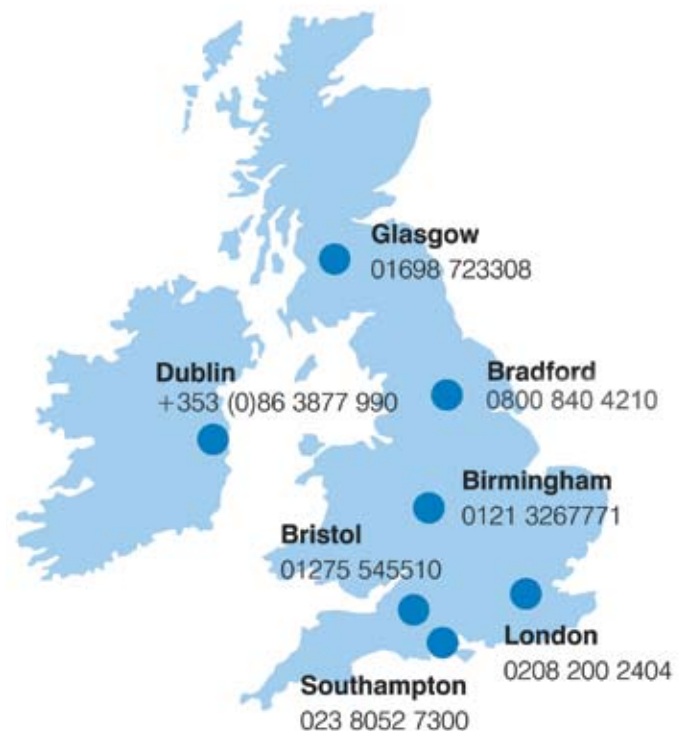 Glasgow
01698 723308
Dublin
+353 (0)86 3877 990
Bradford
0800 840 4210
Birmingham
0121 3267771
Bristol
01275 545510
London
0208 200 2404
Southampton
023 8052 7300